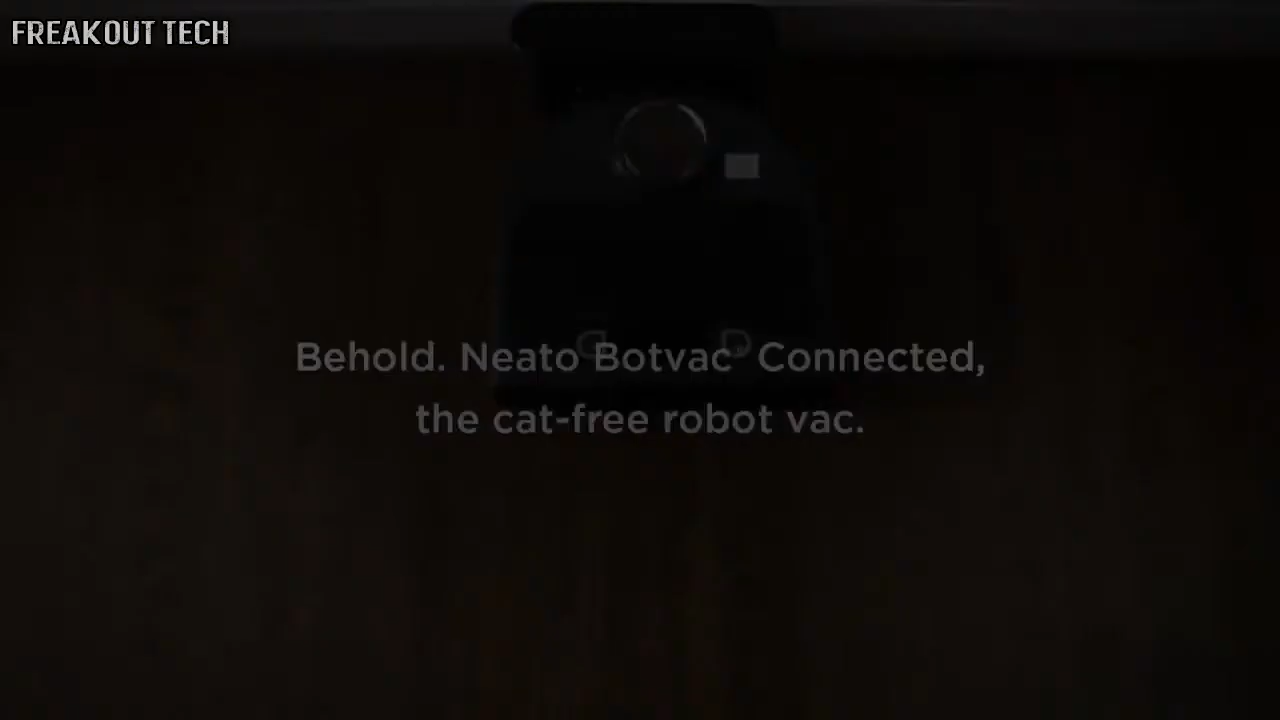 FREAKOUT TECH
Behold. Neato Botvac Connected,
the cat-free robot vac.